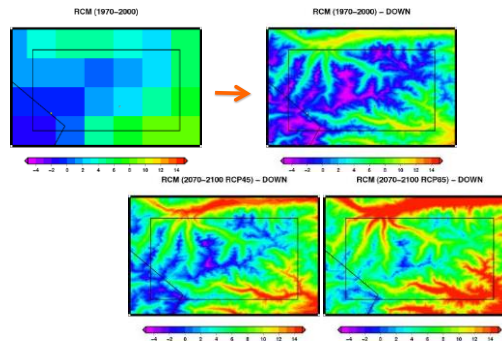 RCM (1970–2000)
RCM (1970–2000) – DOWN
−4 −2 0 2 4 6 8 10 12 14
−4 −2 0 2 4 6 8 10 12 14
RCM (2070–2100 RCP45) – DOWN
RCM (2070–2100 RCP85) – DOWN
−4 −2 0 2 4 6 8 10 12 14
−4 −2 0 2 4 6 8 10 12 14